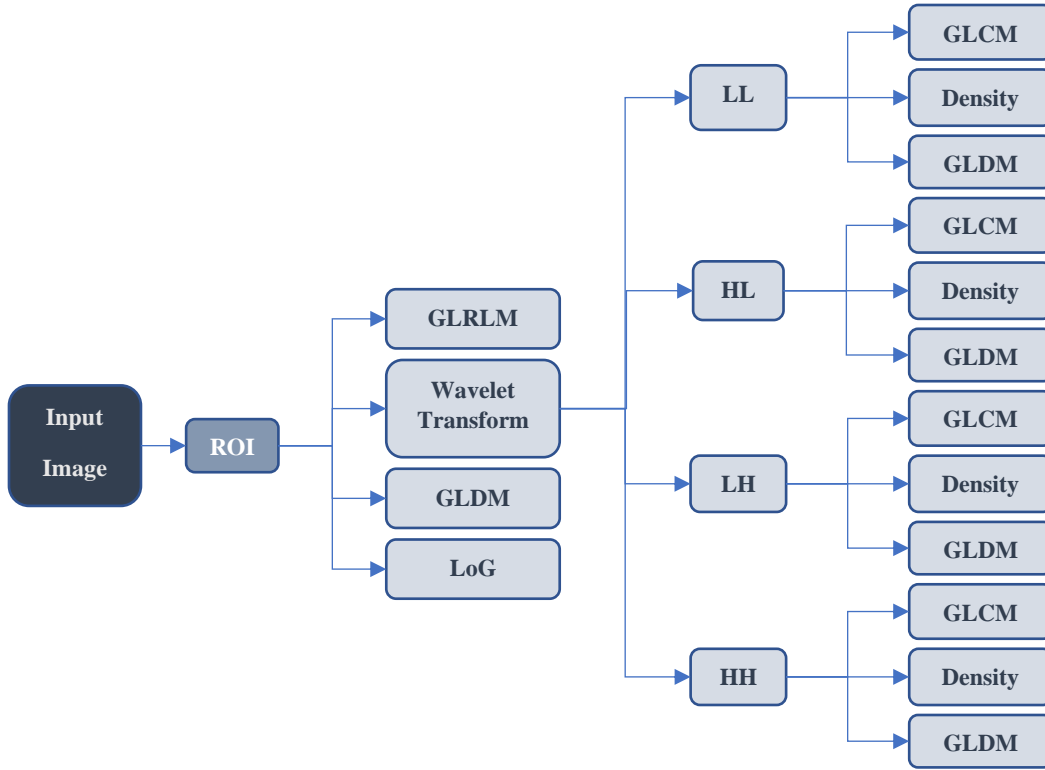 Input
Image
ROI
GLRLM
Wavelet
Transform
GLDM
LoG
LL
HL
LH
HH
GLCM
Density
GLDM
GLCM
Density
GLDM
GLCM
Density
GLDM
GLCM
Density
GLDM